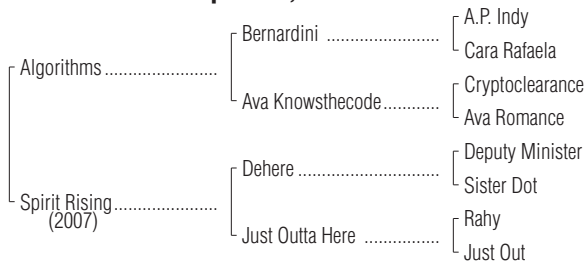 A.P. Indy
Bernardini ....................
Cara Rafaela
Algorithms ....................
Cryptoclearance
Ava Knowsthecode ..........
Ava Romance
Deputy Minister
Dehere .........................
Sister Dot
Spirit Rising ....................
(2007)
Rahy
Just Outta Here .............
Just Out